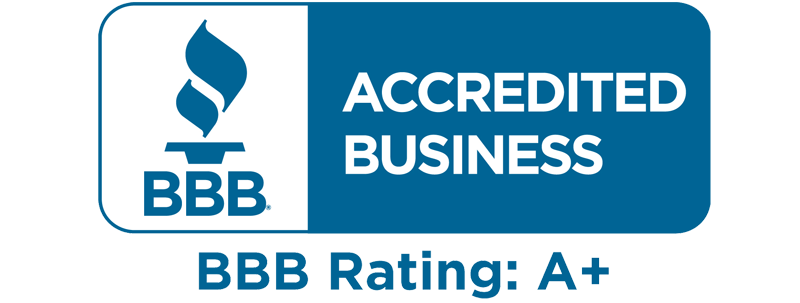 ACCREDITED
BUSINESS
BBB®
BBB Rating: A+